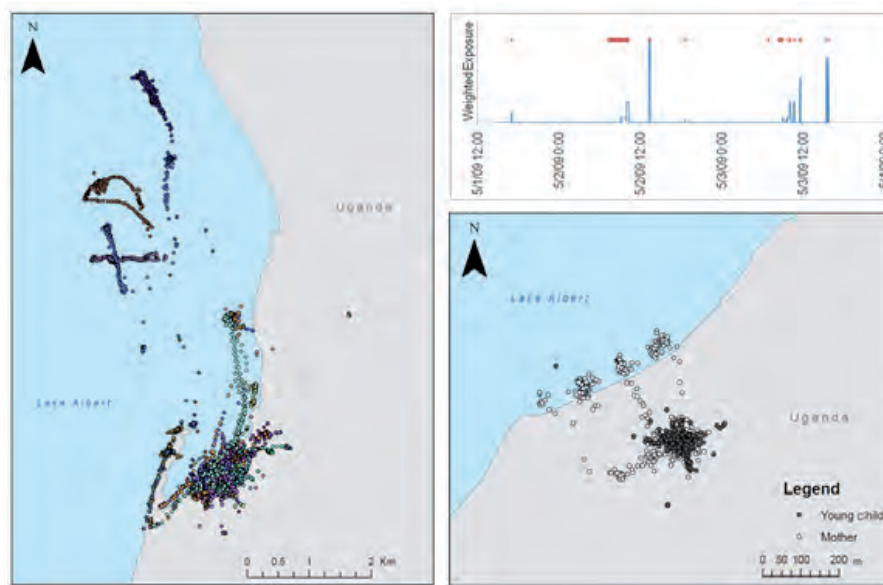 N
Uganda
Lake Albert
0 0.5 1 2 Km
Weighted Exposure
5/1/09 12:00
5/2/09 0:00
5/2/09 12:00
5/3/09 0:00
5/3/09 12:00
N
Lake Albert
Uganda
Legend
Young child
Mother
0 50 100 200 m